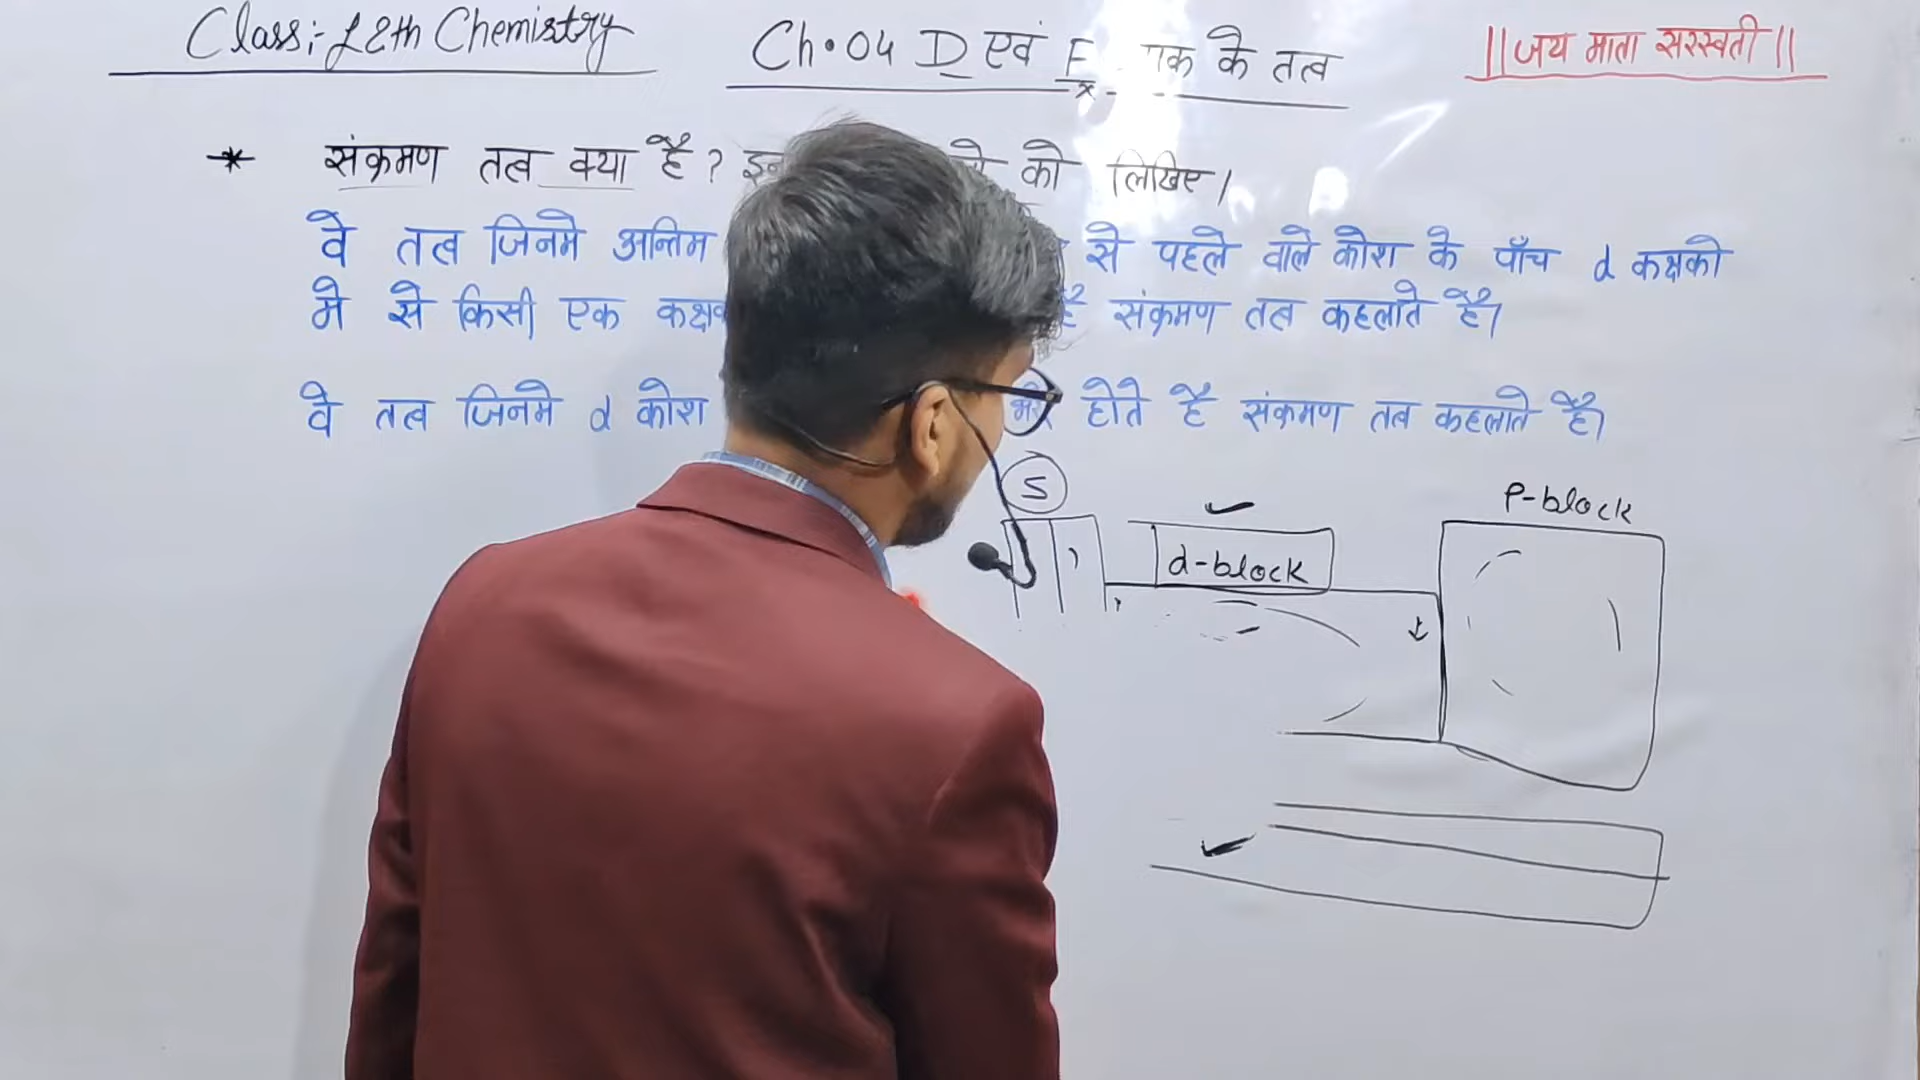 Class:- 12th Chemistry
Ch.04 D एवं F के तत्व
||जय माता सरस्वती||
* संक्रमण तत्व क्या है? को लिखिए।
वे तत्व जिनमे अन्तिम से पहले वाले कोश के पाँच d कक्षको
मे से किसी एक है संक्रमण तत्व कहलाते है।
वे तत्व जिनमे d कोश भरे होते है संक्रमण तत्व कहलाते है।
S
P-block
d-block